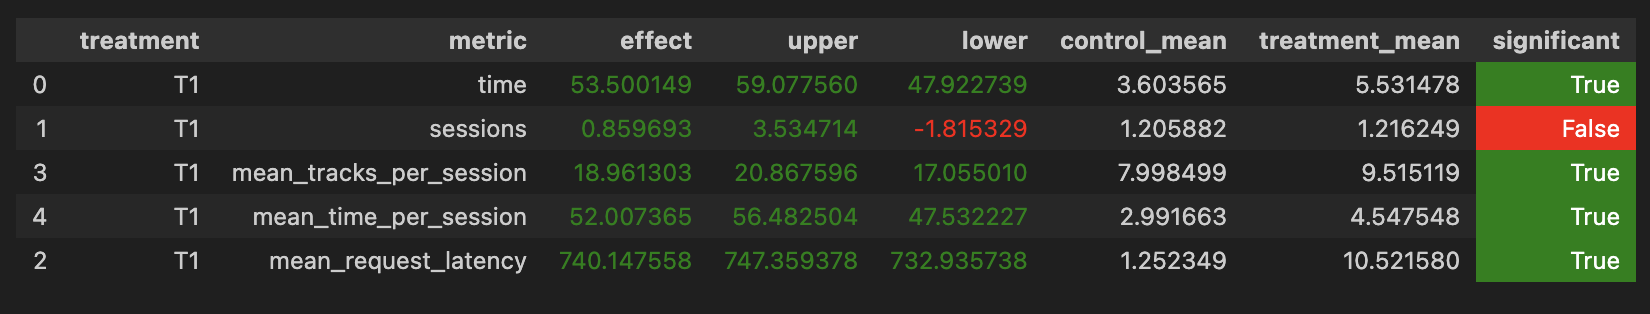 treatment metric effect upper lower control_mean treatment_mean significant
0 T1 time 53.500149 59.077560 47.922739 3.603565 5.531478 True
1 T1 sessions 0.859693 3.534714 -1.815329 1.205882 1.216249 False
3 T1 mean_tracks_per_session 18.961303 20.867596 17.055010 7.998499 9.515119 True
4 T1 mean_time_per_session 52.007365 56.482504 47.532227 2.991663 4.547548 True
2 T1 mean_request_latency 740.147558 747.359378 732.935738 1.252349 10.521580 True